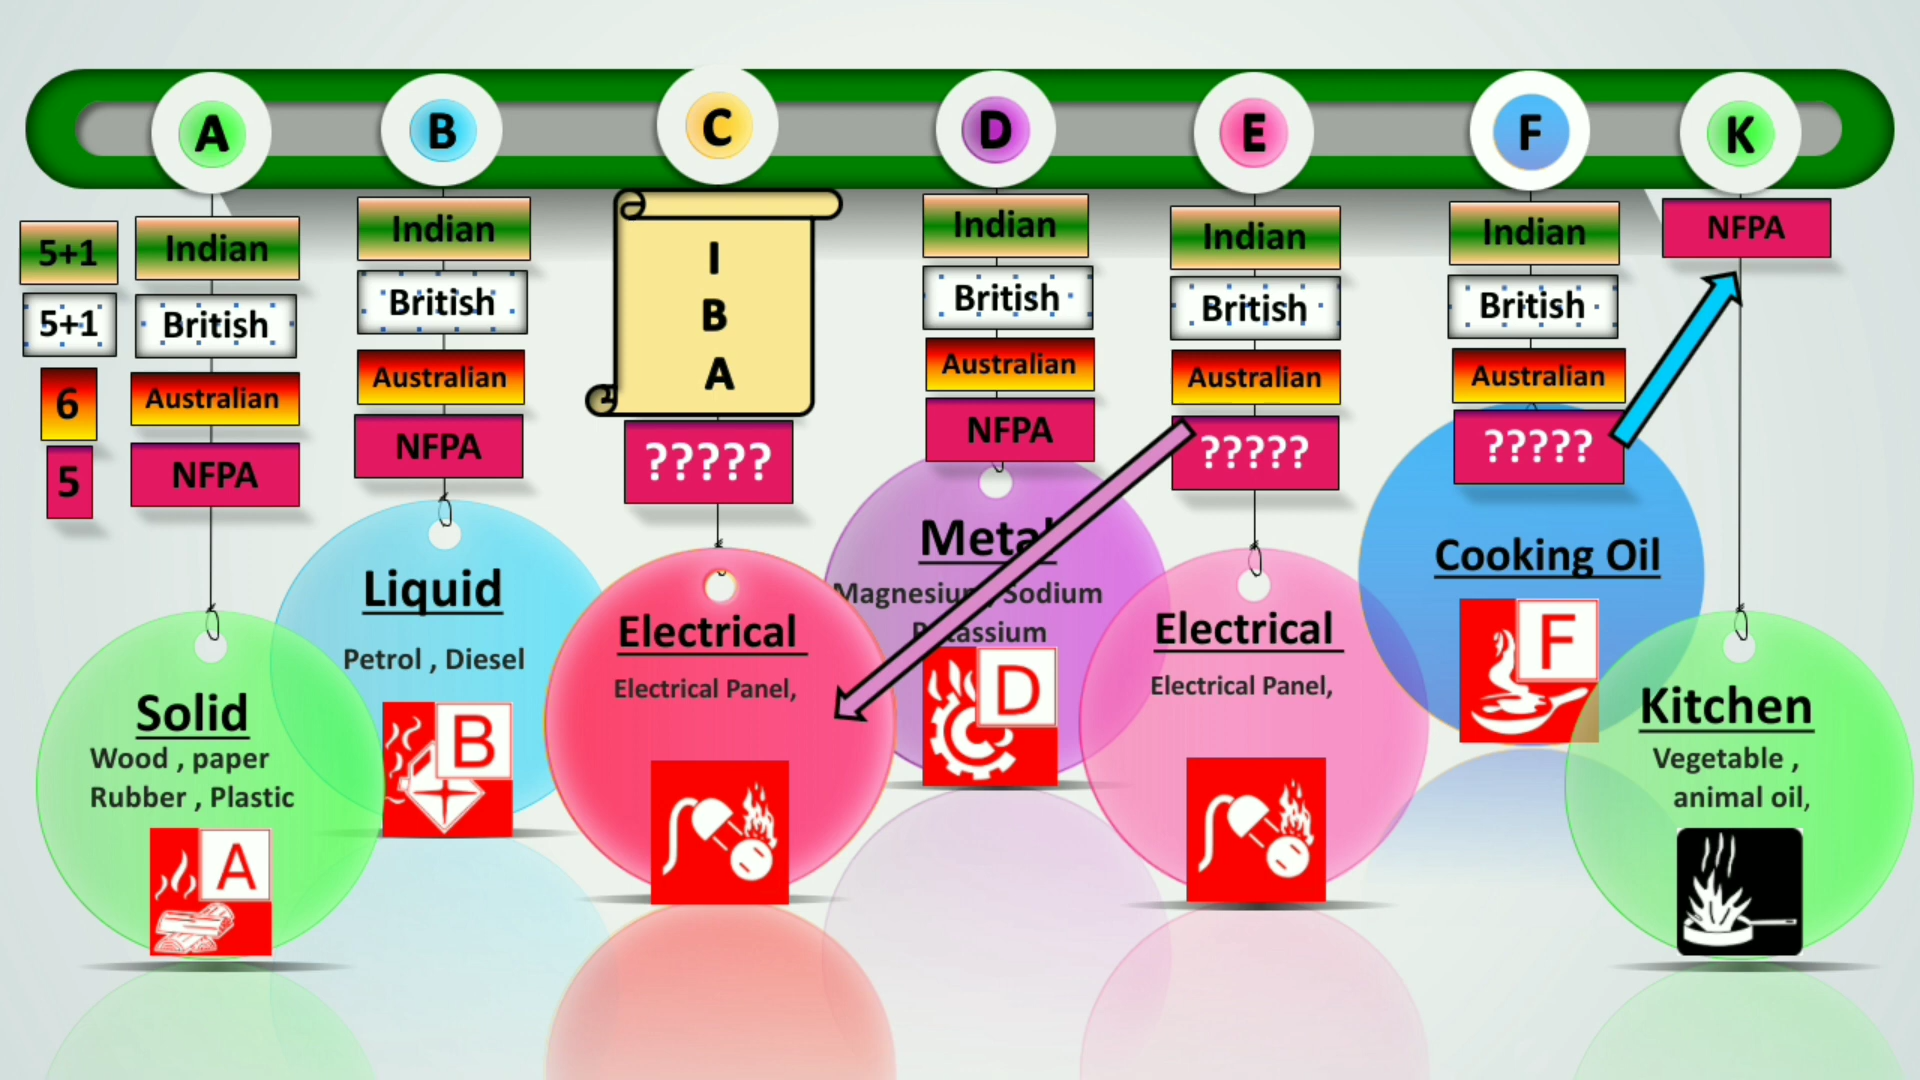 A
B
C
D
E
F
K
5+1
5+1
6
5
Indian
British
Australian
NFPA
Solid
Wood , paper
Rubber , Plastic
A
Indian
British
Australian
NFPA
Liquid
Petrol , Diesel
B
I
B
A
?????
Electrical
Electrical Panel,
Indian
British
Australian
NFPA
Metal
Magnesium, Sodium
Potassium
D
Indian
British
Australian
?????
Electrical
Electrical Panel,
Indian
British
Australian
?????
Cooking Oil
F
NFPA
Kitchen
Vegetable ,
animal oil,